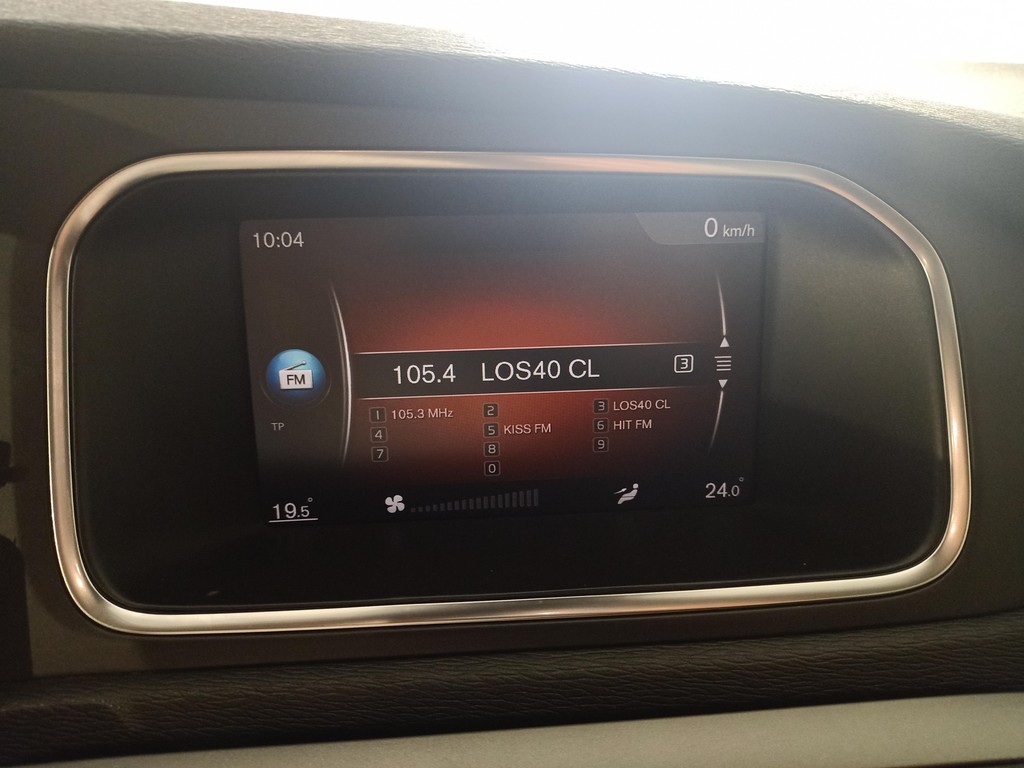 10:04
0 km/h
105.4 LOS40 CL 3
FM
1 105.3 MHz 2 3 LOS40 CL
TP
4 5 KISS FM 6 HIT FM
7 8 9
0
19.5° 24.0°